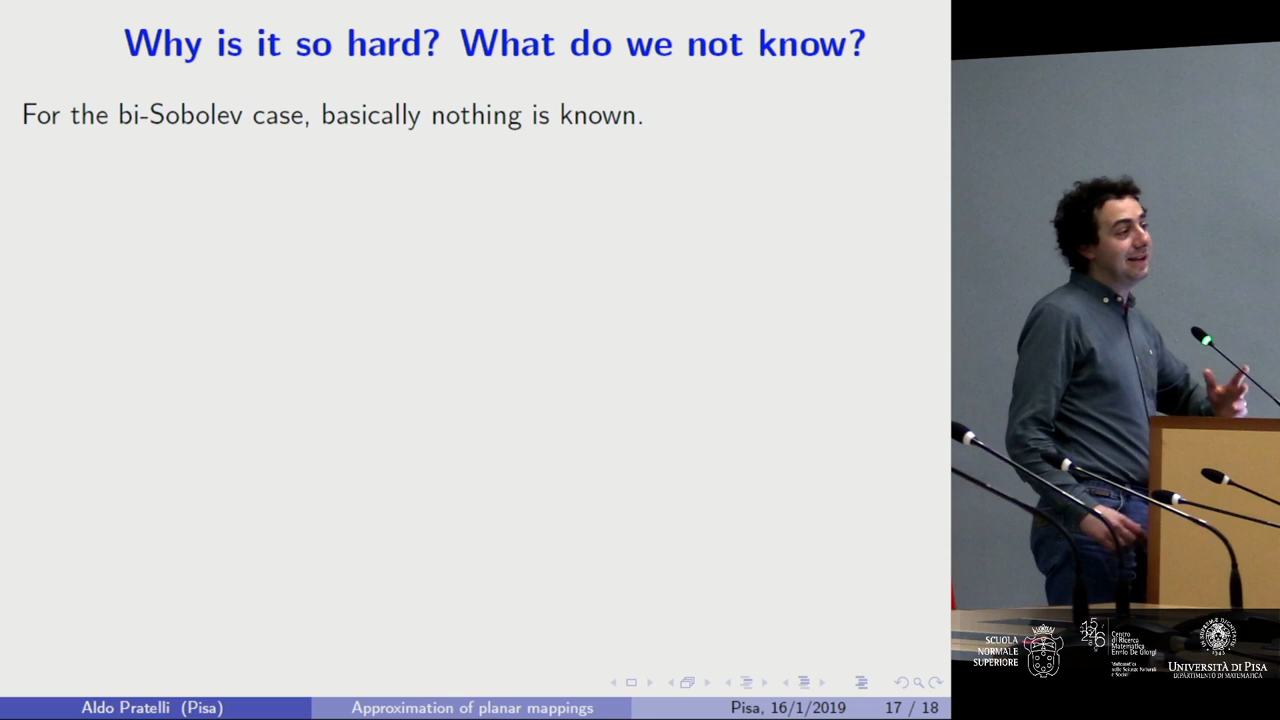 Why is it so hard? What do we not know?
For the bi-Sobolev case, basically nothing is known.
Aldo Pratelli (Pisa)
Approximation of planar mappings
Pisa, 16/1/2019
17 / 18
SCUOLA
NORMALE
SUPERIORE
Centro
di Ricerca
Matematica
Ennio De Giorgi
UNIVERSITÀ DI PISA
DIPARTIMENTO DI MATEMATICA